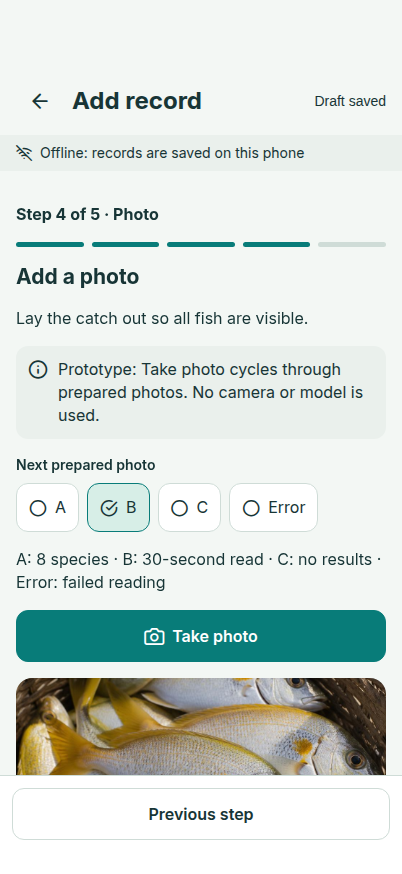 Add record
Draft saved
Offline: records are saved on this phone
Step 4 of 5 · Photo
Add a photo
Lay the catch out so all fish are visible.
Prototype: Take photo cycles through
prepared photos. No camera or model is
used.
Next prepared photo
A
B
C
Error
A: 8 species · B: 30-second read · C: no results ·
Error: failed reading
Take photo
Previous step